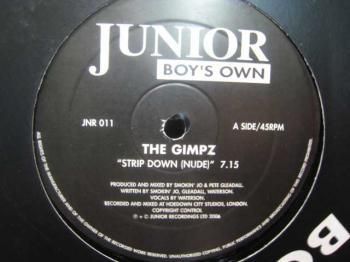 JUNIOR
BOY'S OWN
JNR 011
A SIDE/45RPM
THE GIMPZ
"STRIP DOWN (NUDE)" 7.15
PRODUCED AND MIXED BY SMOKIN' JO & PETE GLEADALL.
WRITTEN BY SMOKIN' JO, GLEADALL, WATERSON.
VOCALS BY WATERSON.
RECORDED AND MIXED AT HOEDOWN CITY STUDIOS, LONDON.
COPYRIGHT CONTROL
℗ + © JUNIOR RECORDINGS LTD 2006
BO